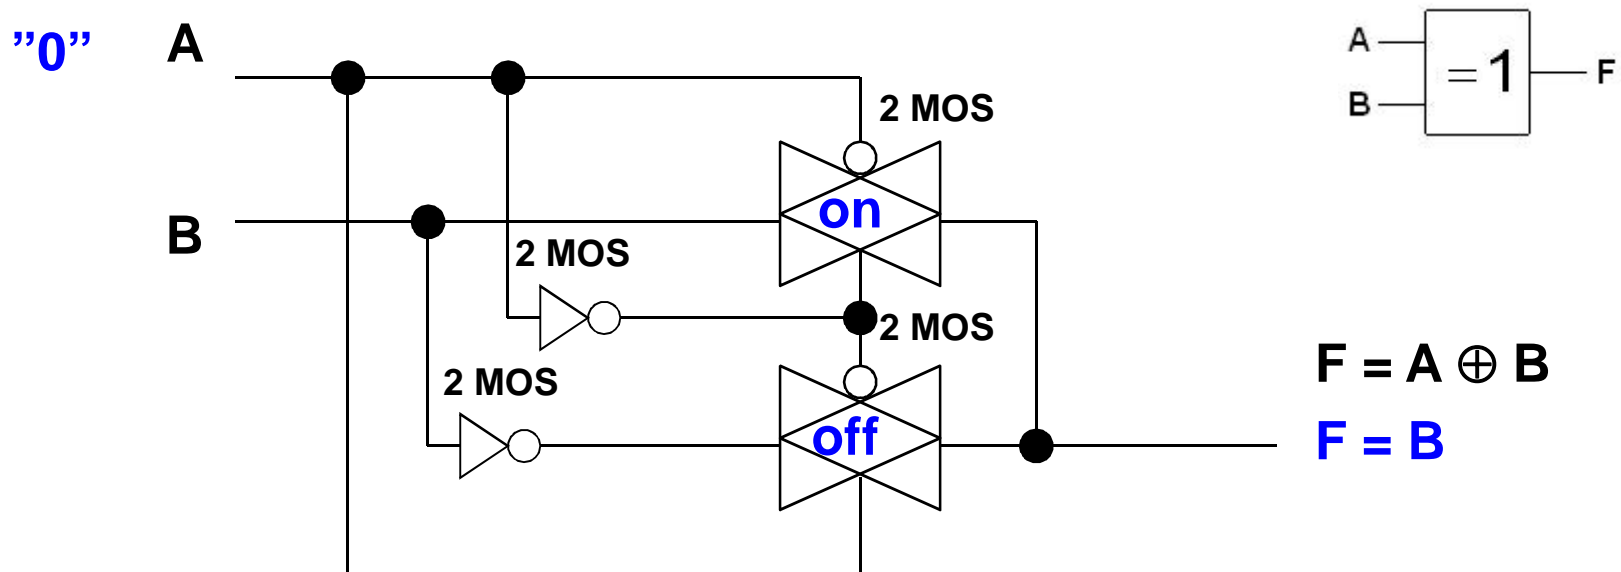 ”0”
A
2 MOS
on
B
2 MOS
2 MOS
2 MOS
off
A
B
= 1
F
F = A ⊕ B
F = B